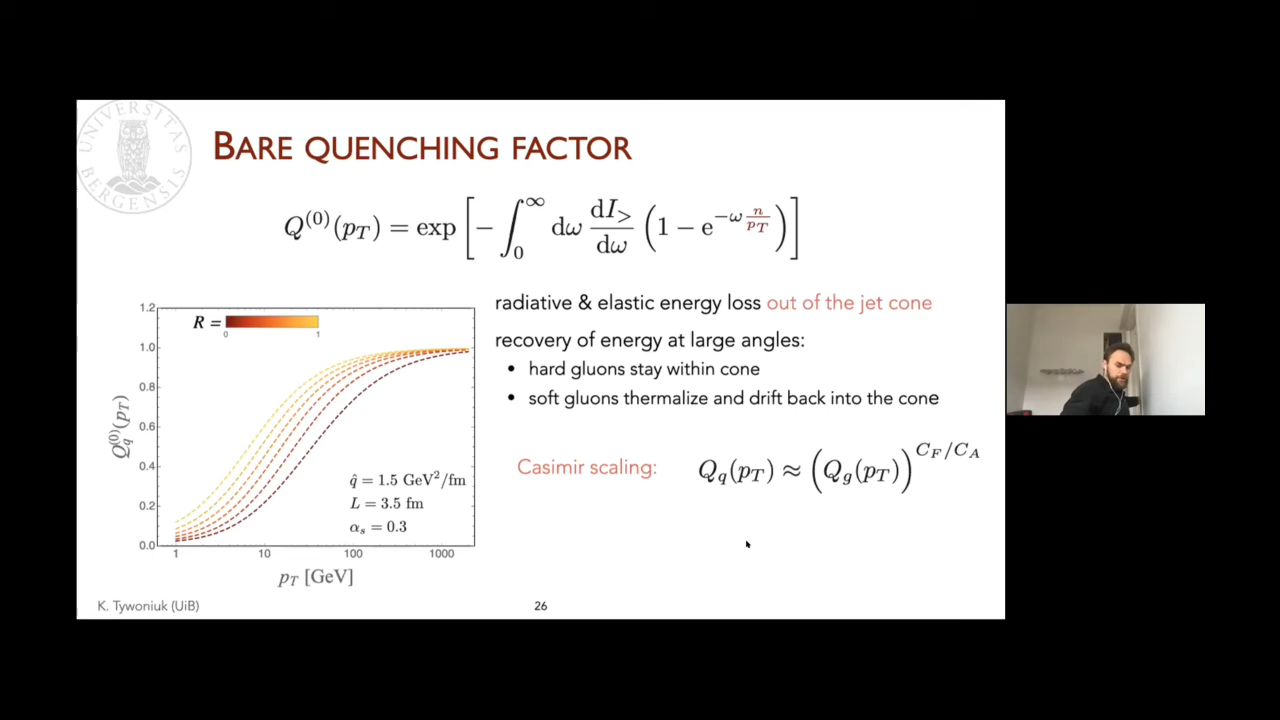 UNIVERSITAS
BERGENSIS
BARE QUENCHING FACTOR
Q^{(0)}(p_T) = exp[ − ∫_0^∞ dω dI_>/dω ( 1 − e^{−ω n/p_T} ) ]
radiative & elastic energy loss out of the jet cone
recovery of energy at large angles:
• hard gluons stay within cone
• soft gluons thermalize and drift back into the cone
Casimir scaling: Q_q(p_T) ≈ ( Q_g(p_T) )^{C_F/C_A}
R =
0 1
1.2
1.0
0.8
0.6
0.4
0.2
0.0
Q_q^{(0)}(p_T)
q̂ = 1.5 GeV²/fm
L = 3.5 fm
α_s = 0.3
1 10 100 1000
p_T [GeV]
K. Tywoniuk (UiB)
26